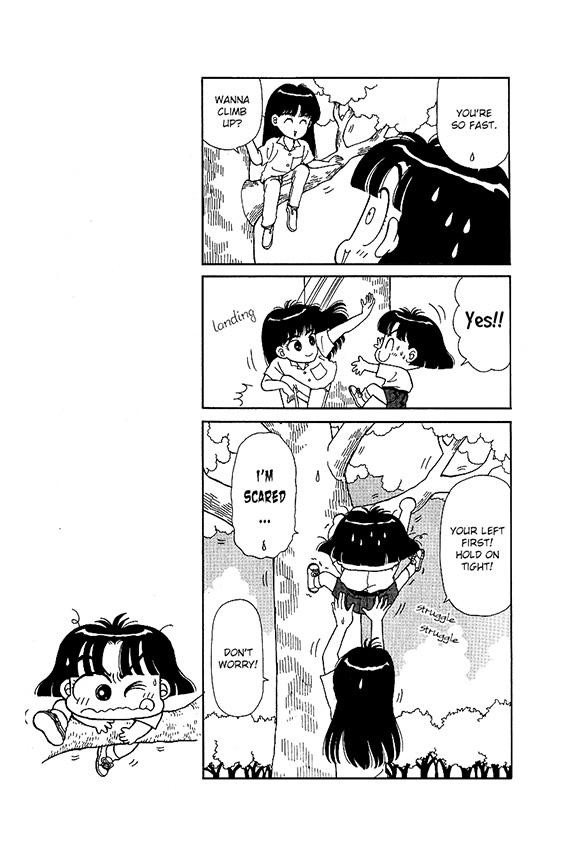 YOU'RE
SO FAST.
WANNA
CLIMB
UP?
Yes!!
landing
YOUR LEFT
FIRST!
HOLD ON
TIGHT!
struggle
struggle
I'M
SCARED
...
DON'T
WORRY!